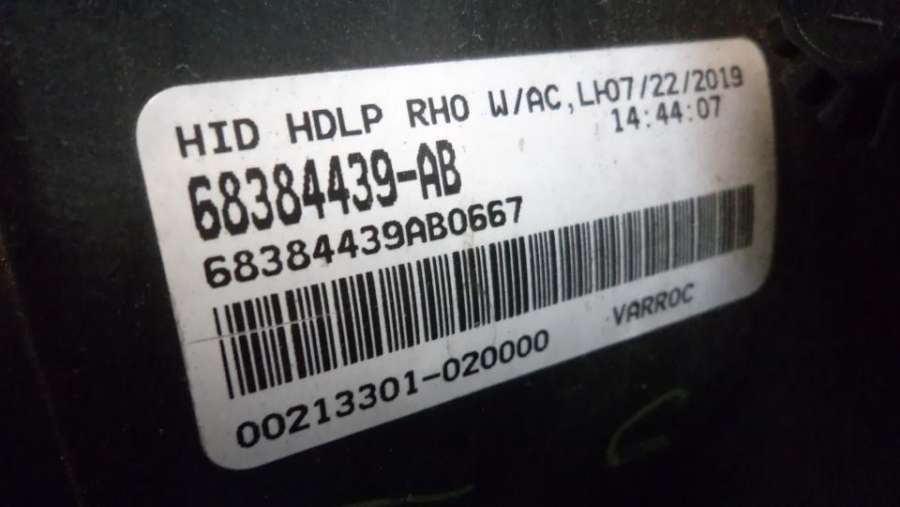 HID HDLP RHO W/AC,LH07/22/2019
14:44:07
68384439-AB
68384439AB0667
VARROC
00213301-020000